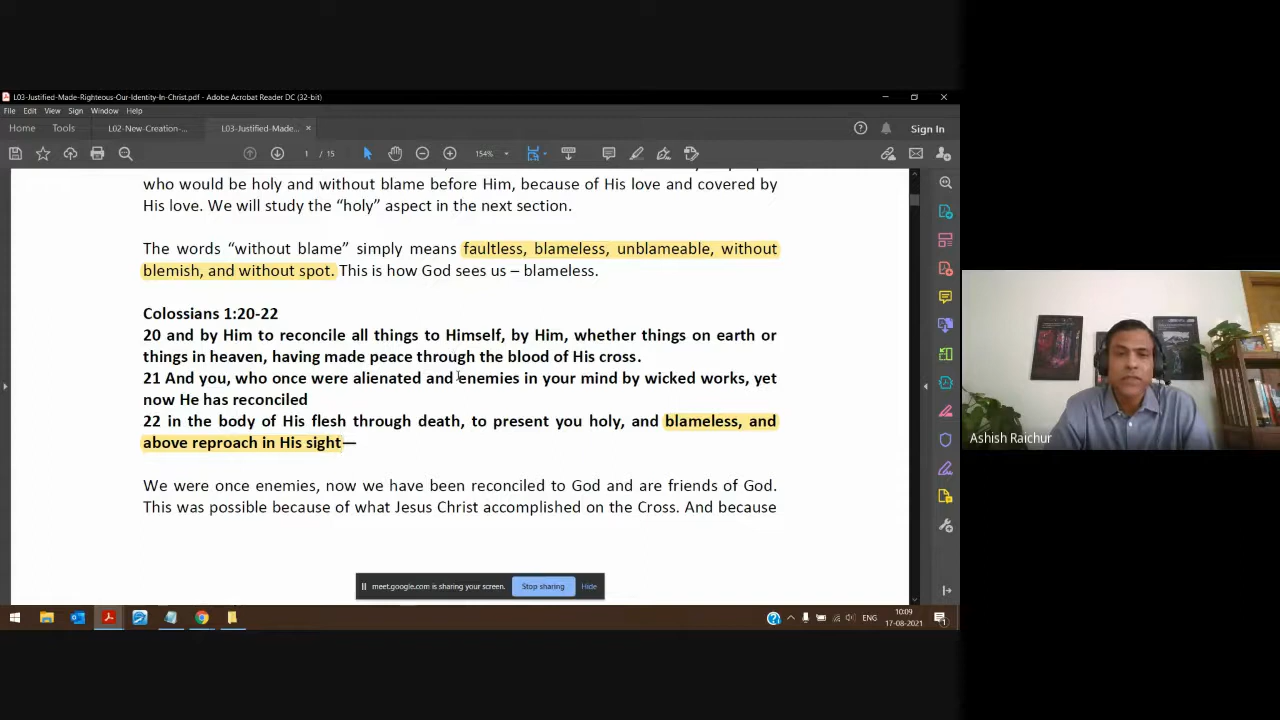 L03-Justified-Made-Righteous-Our-Identity-In-Christ.pdf - Adobe Acrobat Reader DC (32-bit)
File Edit View Sign Window Help
Home Tools L02-New-Creation-... L03-Justified-Made... × Sign In
1 / 15 154%
who would be holy and without blame before Him, because of His love and covered by
His love. We will study the “holy” aspect in the next section.
The words “without blame” simply means faultless, blameless, unblameable, without
blemish, and without spot. This is how God sees us – blameless.
Colossians 1:20-22
20 and by Him to reconcile all things to Himself, by Him, whether things on earth or
things in heaven, having made peace through the blood of His cross.
21 And you, who once were alienated and enemies in your mind by wicked works, yet
now He has reconciled
22 in the body of His flesh through death, to present you holy, and blameless, and
above reproach in His sight—
We were once enemies, now we have been reconciled to God and are friends of God.
This was possible because of what Jesus Christ accomplished on the Cross. And because
meet.google.com is sharing your screen. Stop sharing Hide
ENG 10:09
17-08-2021
Ashish Raichur